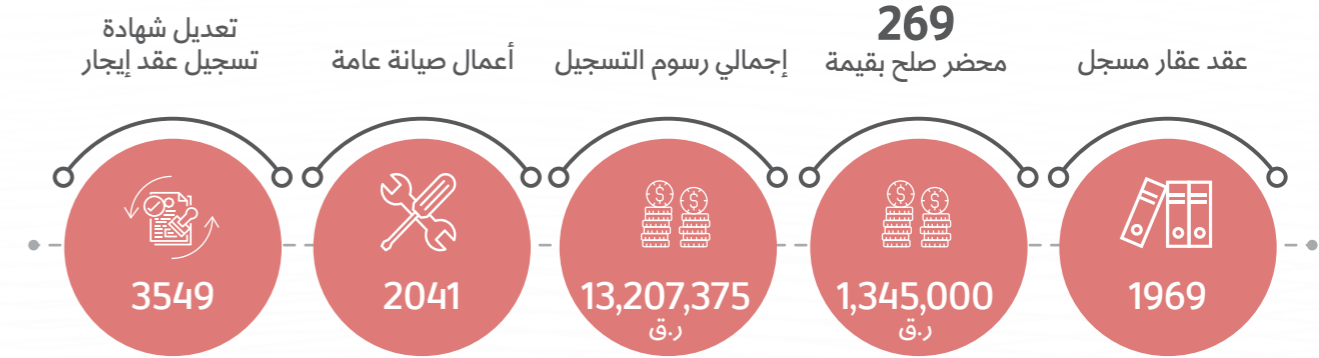 عقد عقار مسجل
1969
269
محضر صلح بقيمة
1,345,000
ر.ق
إجمالي رسوم التسجيل
13,207,375
ر.ق
أعمال صيانة عامة
2041
تعديل شهادة
تسجيل عقد إيجار
3549